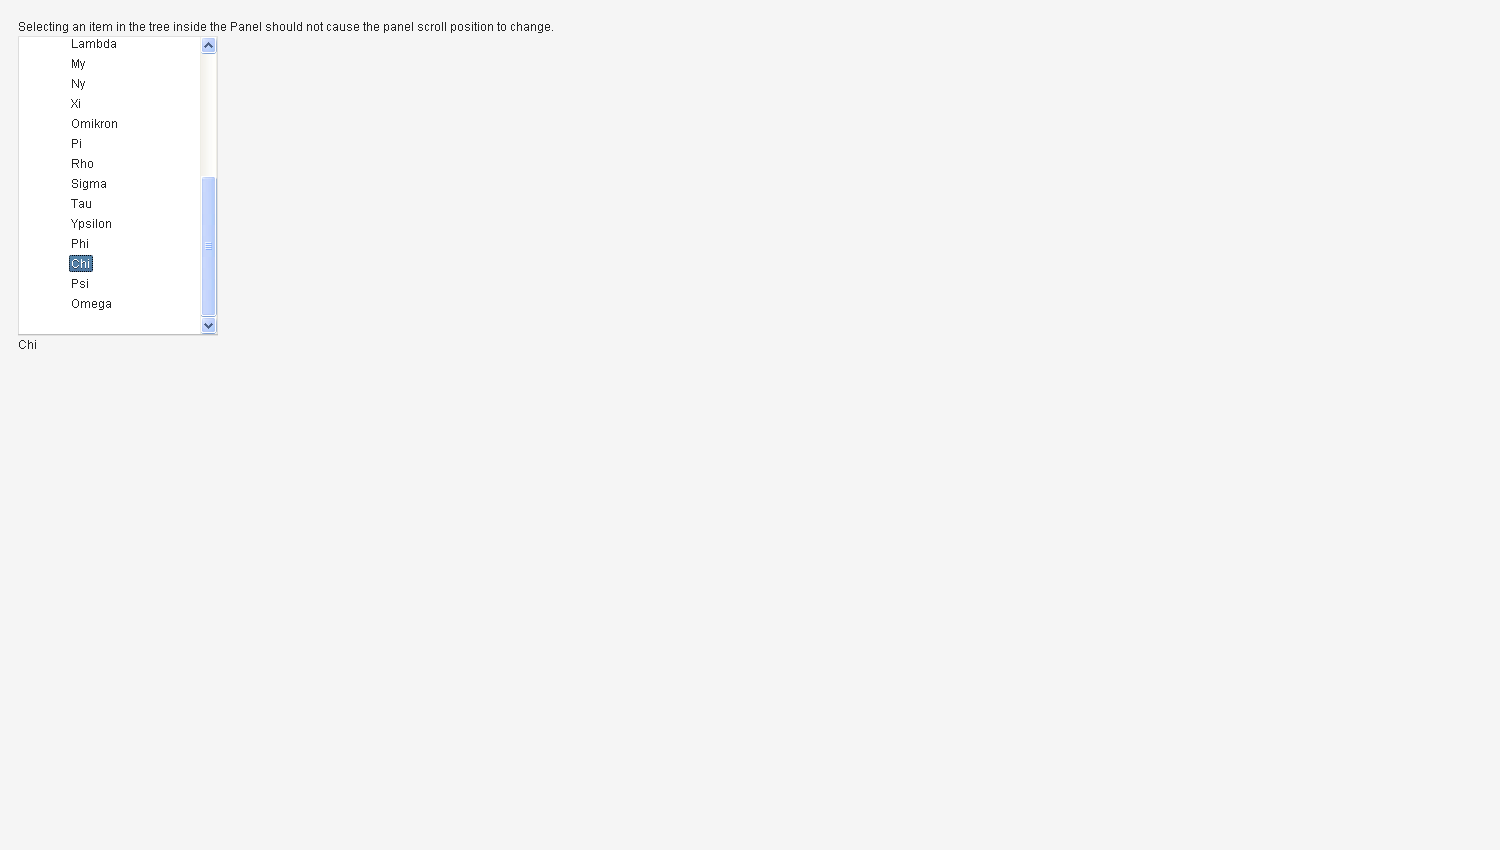 Selecting an item in the tree inside the Panel should not cause the panel scroll position to change.
Lambda
My
Ny
Xi
Omikron
Pi
Rho
Sigma
Tau
Ypsilon
Phi
Chi
Psi
Omega
Chi